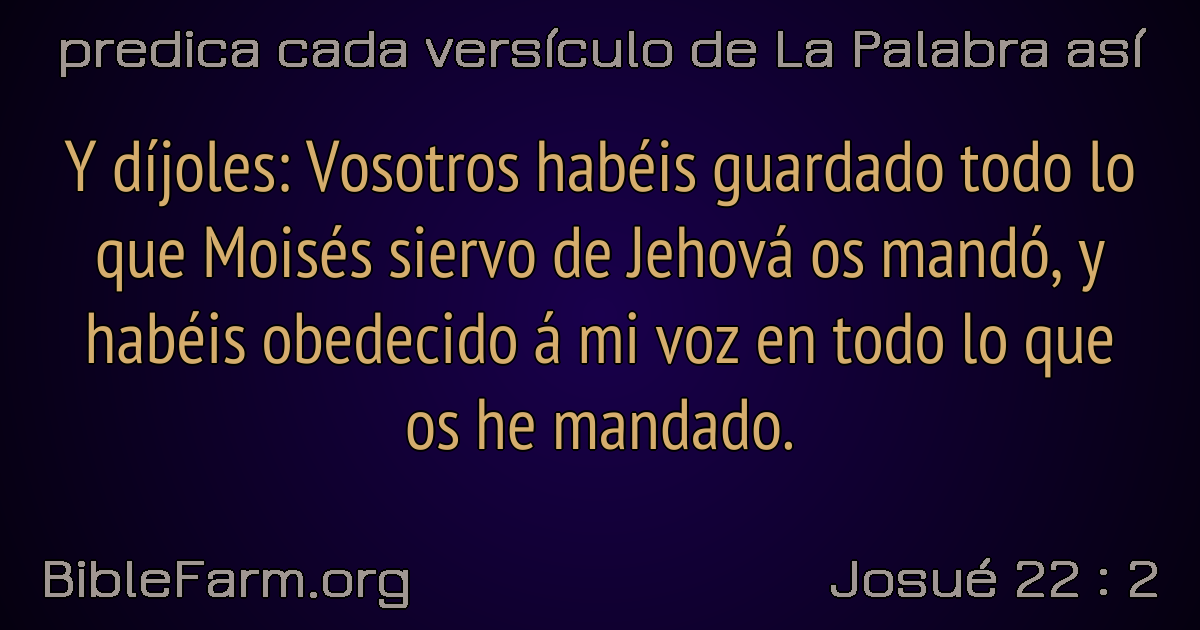 predica cada versículo de La Palabra así
Y díjoles: Vosotros habéis guardado todo lo
que Moisés siervo de Jehová os mandó, y
habéis obedecido á mi voz en todo lo que
os he mandado.
BibleFarm.org
Josué 22 : 2